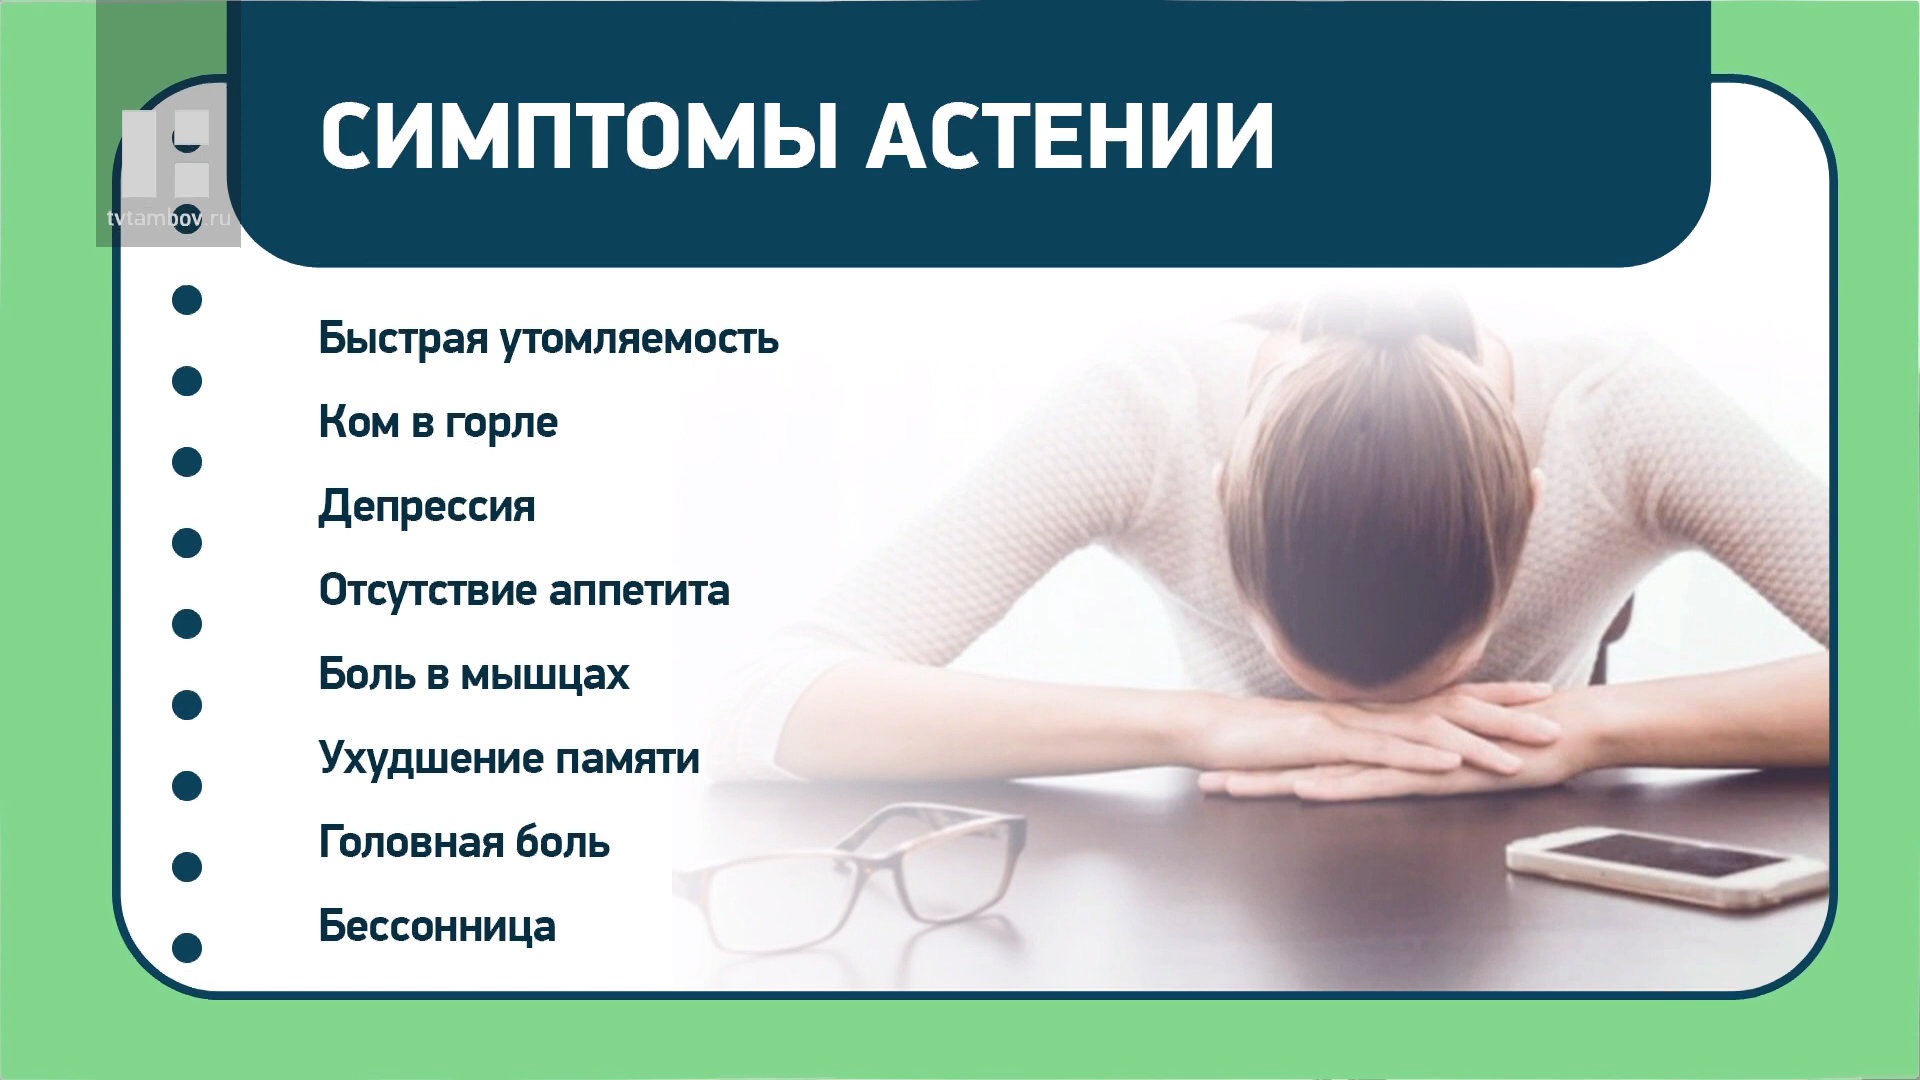 СИМПТОМЫ АСТЕНИИ
tvtambov.ru
Быстрая утомляемость
Ком в горле
Депрессия
Отсутствие аппетита
Боль в мышцах
Ухудшение памяти
Головная боль
Бессонница